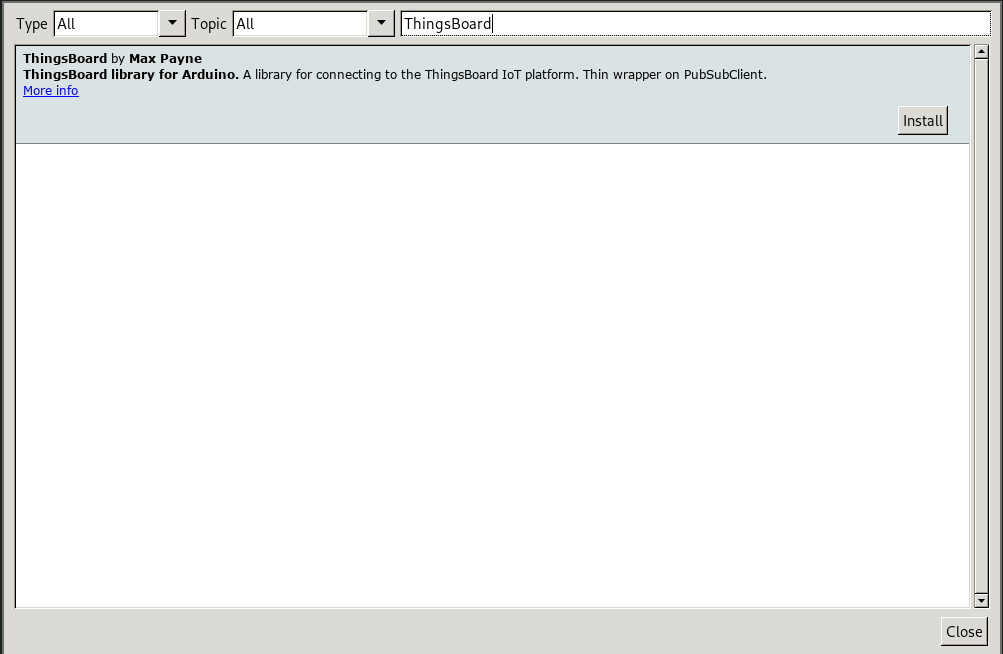 Type All Topic All ThingsBoard
ThingsBoard by Max Payne
ThingsBoard library for Arduino. A library for connecting to the ThingsBoard IoT platform. Thin wrapper on PubSubClient.
More info
Install
Close